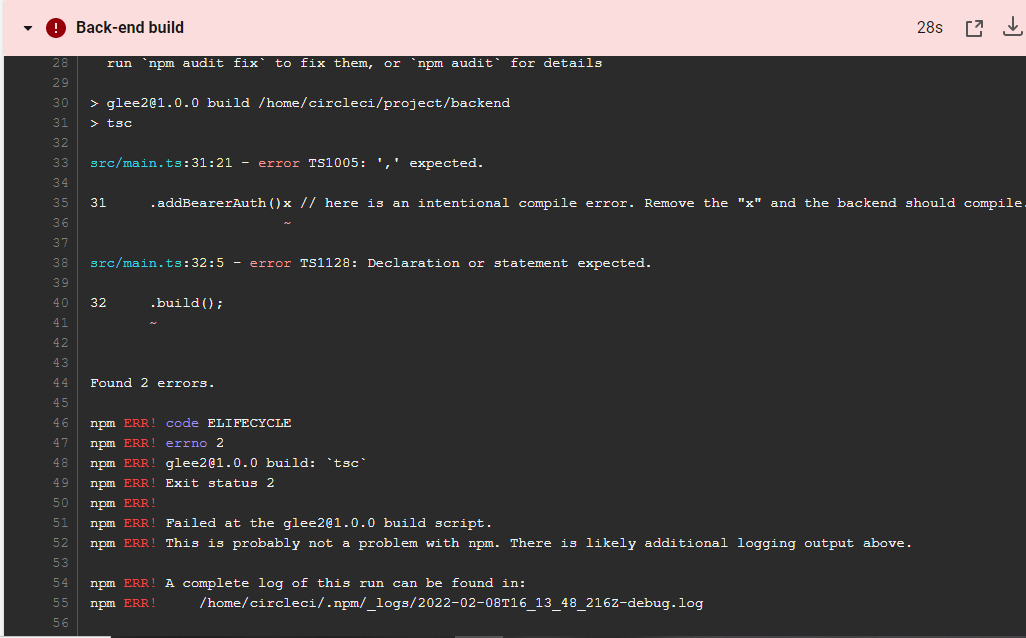 Back-end build
28s
28 run `npm audit fix` to fix them, or `npm audit` for details
29
30 > glee2@1.0.0 build /home/circleci/project/backend
31 > tsc
32
33 src/main.ts:31:21 - error TS1005: ',' expected.
34
35 31     .addBearerAuth()x // here is an intentional compile error. Remove the "x" and the backend should compile.
36 ~
37
38 src/main.ts:32:5 - error TS1128: Declaration or statement expected.
39
40 32     .build();
41 ~
42
43
44 Found 2 errors.
45
46 npm ERR! code ELIFECYCLE
47 npm ERR! errno 2
48 npm ERR! glee2@1.0.0 build: `tsc`
49 npm ERR! Exit status 2
50 npm ERR!
51 npm ERR! Failed at the glee2@1.0.0 build script.
52 npm ERR! This is probably not a problem with npm. There is likely additional logging output above.
53
54 npm ERR! A complete log of this run can be found in:
55 npm ERR!     /home/circleci/.npm/_logs/2022-02-08T16_13_48_216Z-debug.log
56